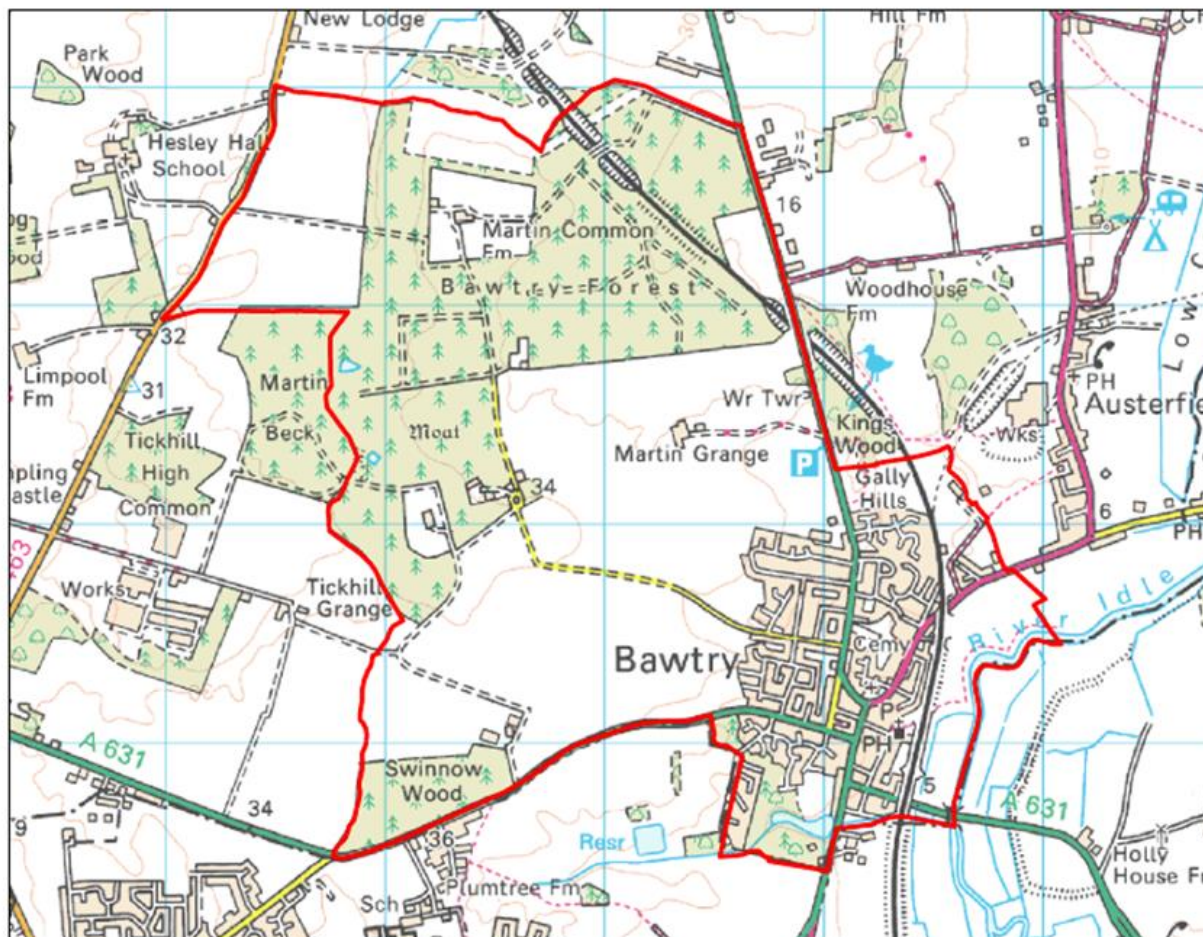 New Lodge
Hill Fm
Park
Wood
Hesley Hall
School
16
Martin Common
Fm
Bawtry Forest
Woodhouse
Fm
32
Limpool
Fm
31
Martin
Beck
Moat
Tickhill
High
Common
Wr Twr
Kings
Wood
Martin Grange
P
Gally
Hills
Wks
PH
Low
34
6
PH
Works
Tickhill
Grange
River Idle
Cemy
Bawtry
P
PH
A 631
Swinnow
Wood
34
36
5
A 631
9
Resr
Holly
House
Plumtree Fm
Sch